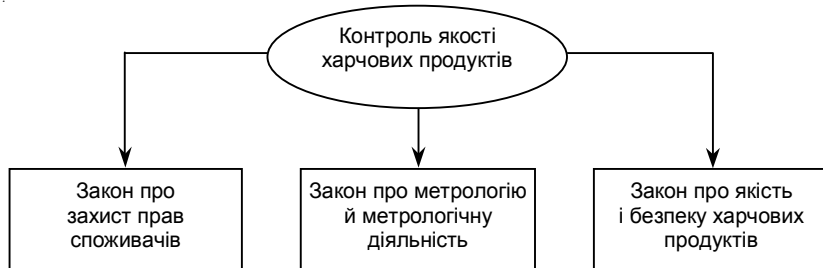 Контроль якості
харчових продуктів
Закон про
захист прав
споживачів
Закон про метрологію
й метрологічну
діяльність
Закон про якість
і безпеку харчових
продуктів